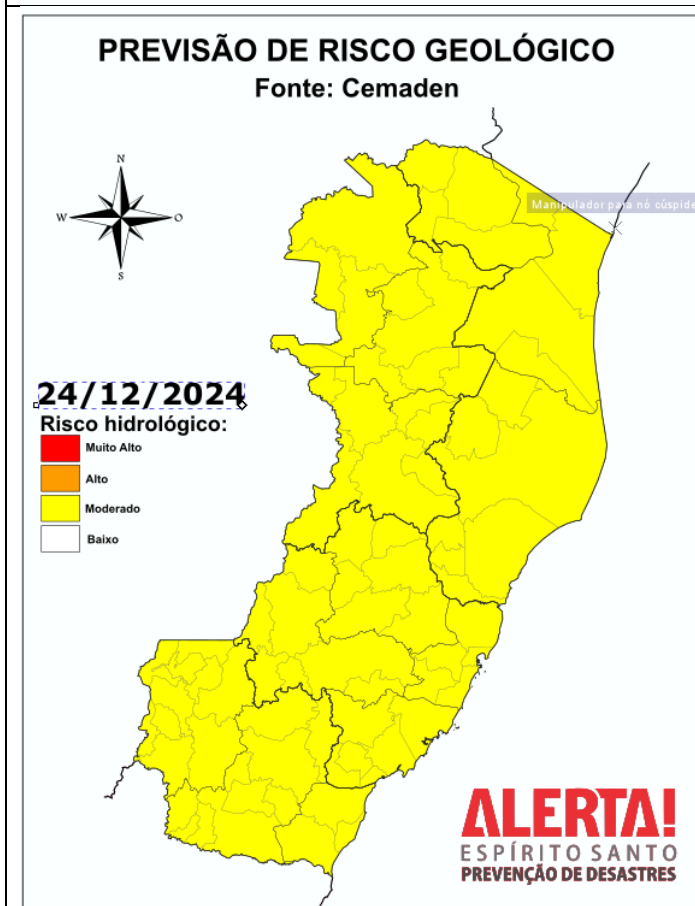 PREVISÃO DE RISCO GEOLÓGICO
Fonte: Cemaden
N
W
O
S
Manipulador para nó cúspide
24/12/2024
Risco hidrológico:
Muito Alto
Alto
Moderado
Baixo
ALERTA!
ESPÍRITO SANTO
PREVENÇÃO DE DESASTRES